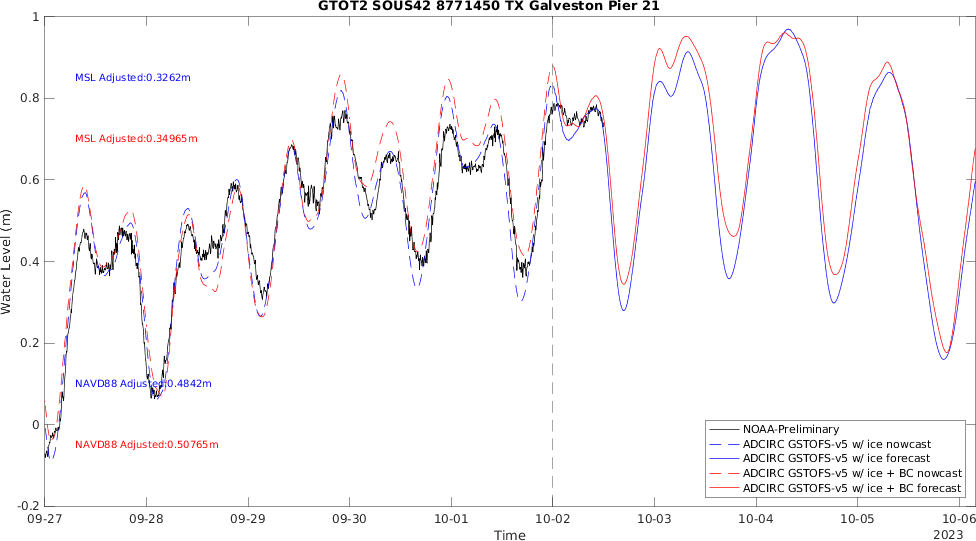 GTOT2 SOUS42 8771450 TX Galveston Pier 21
1
0.8
0.6
0.4
0.2
0
-0.2
Water Level (m)
MSL Adjusted:0.3262m
MSL Adjusted:0.34965m
NAVD88 Adjusted:0.4842m
NAVD88 Adjusted:0.50765m
NOAA-Preliminary
ADCIRC GSTOFS-v5 w/ ice nowcast
ADCIRC GSTOFS-v5 w/ ice forecast
ADCIRC GSTOFS-v5 w/ ice + BC nowcast
ADCIRC GSTOFS-v5 w/ ice + BC forecast
09-27 09-28 09-29 09-30 10-01 10-02 10-03 10-04 10-05 10-06
Time
2023